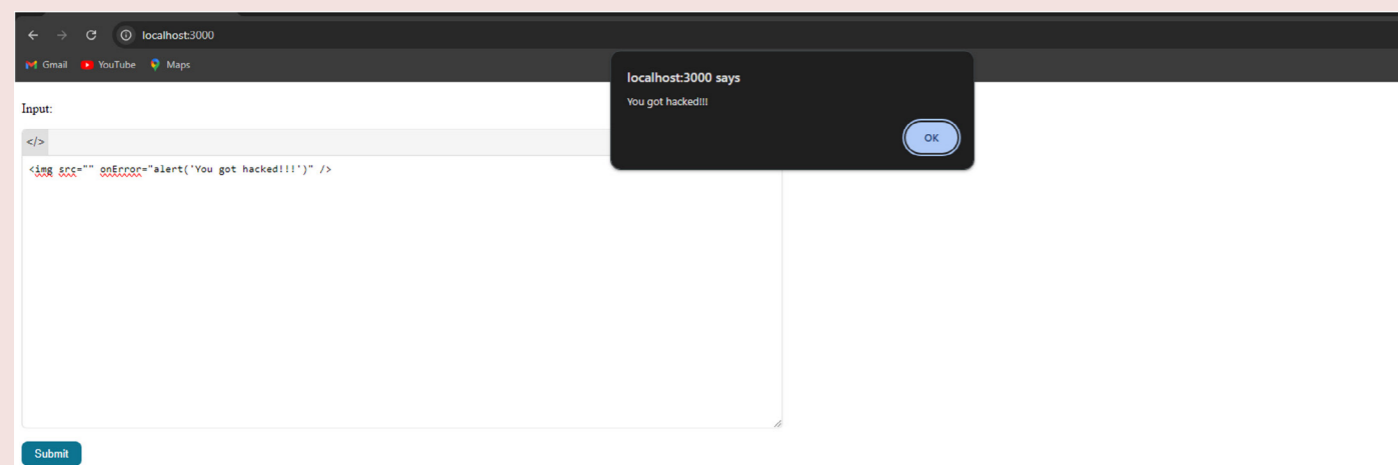 localhost:3000
Gmail YouTube Maps
localhost:3000 says
You got hacked!!!
OK
Input:
</>
<img src="" onError="alert('You got hacked!!!')" />
Submit